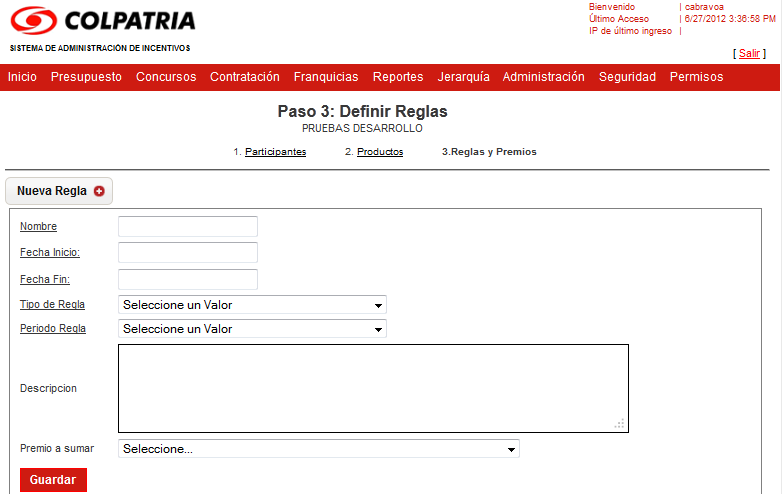 COLPATRIA
SISTEMA DE ADMINISTRACIÓN DE INCENTIVOS
Bienvenido | cabravoa
Último Acceso | 6/27/2012 3:36:58 PM
IP de último ingreso |
[ Salir ]
Inicio Presupuesto Concursos Contratación Franquicias Reportes Jerarquía Administración Seguridad Permisos
Paso 3: Definir Reglas
PRUEBAS DESARROLLO
1. Participantes 2. Productos 3.Reglas y Premios
Nueva Regla
Nombre
Fecha Inicio:
Fecha Fin:
Tipo de Regla Seleccione un Valor
Periodo Regla Seleccione un Valor
Descripcion
Premio a sumar Seleccione...
Guardar